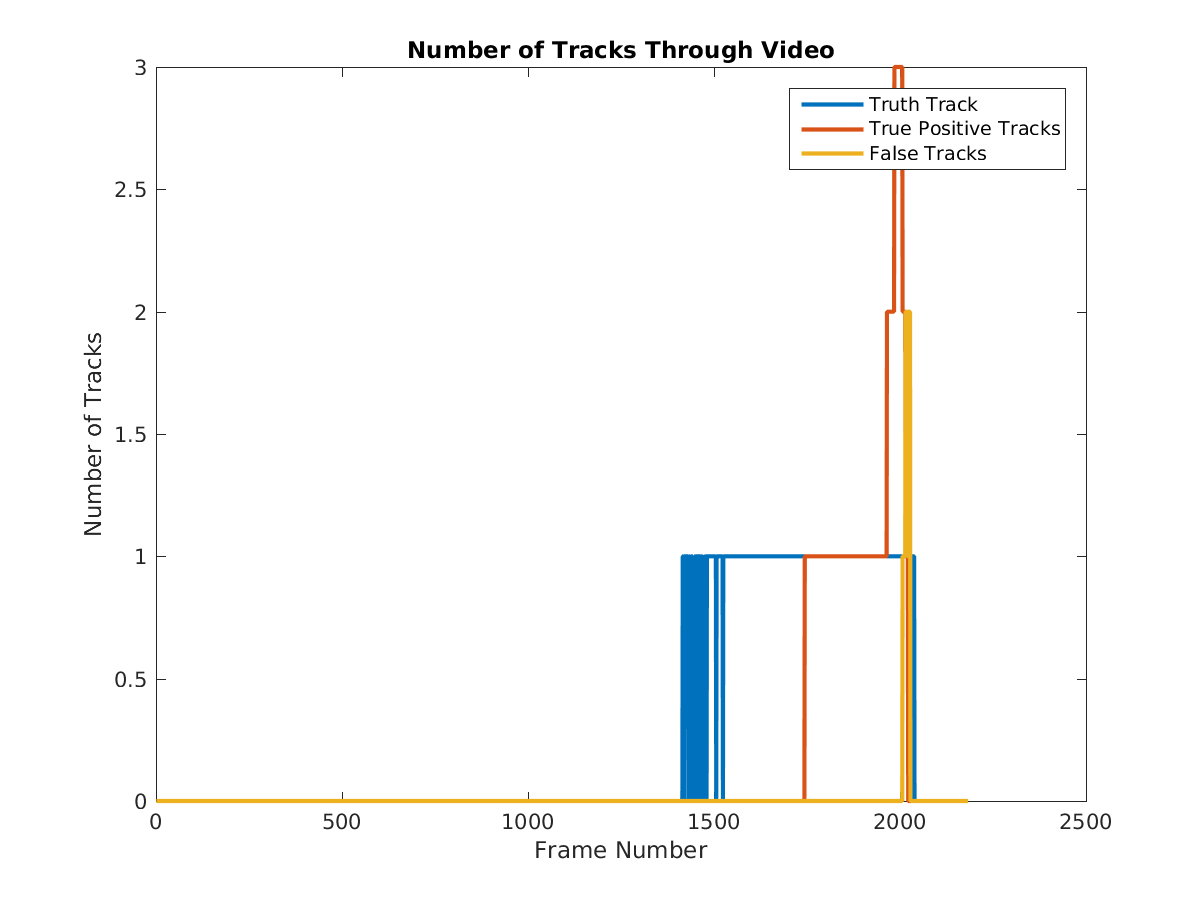 Number of Tracks Through Video
3
2.5
2
1.5
1
0.5
0
Number of Tracks
Truth Track
True Positive Tracks
False Tracks
0 500 1000 1500 2000 2500
Frame Number